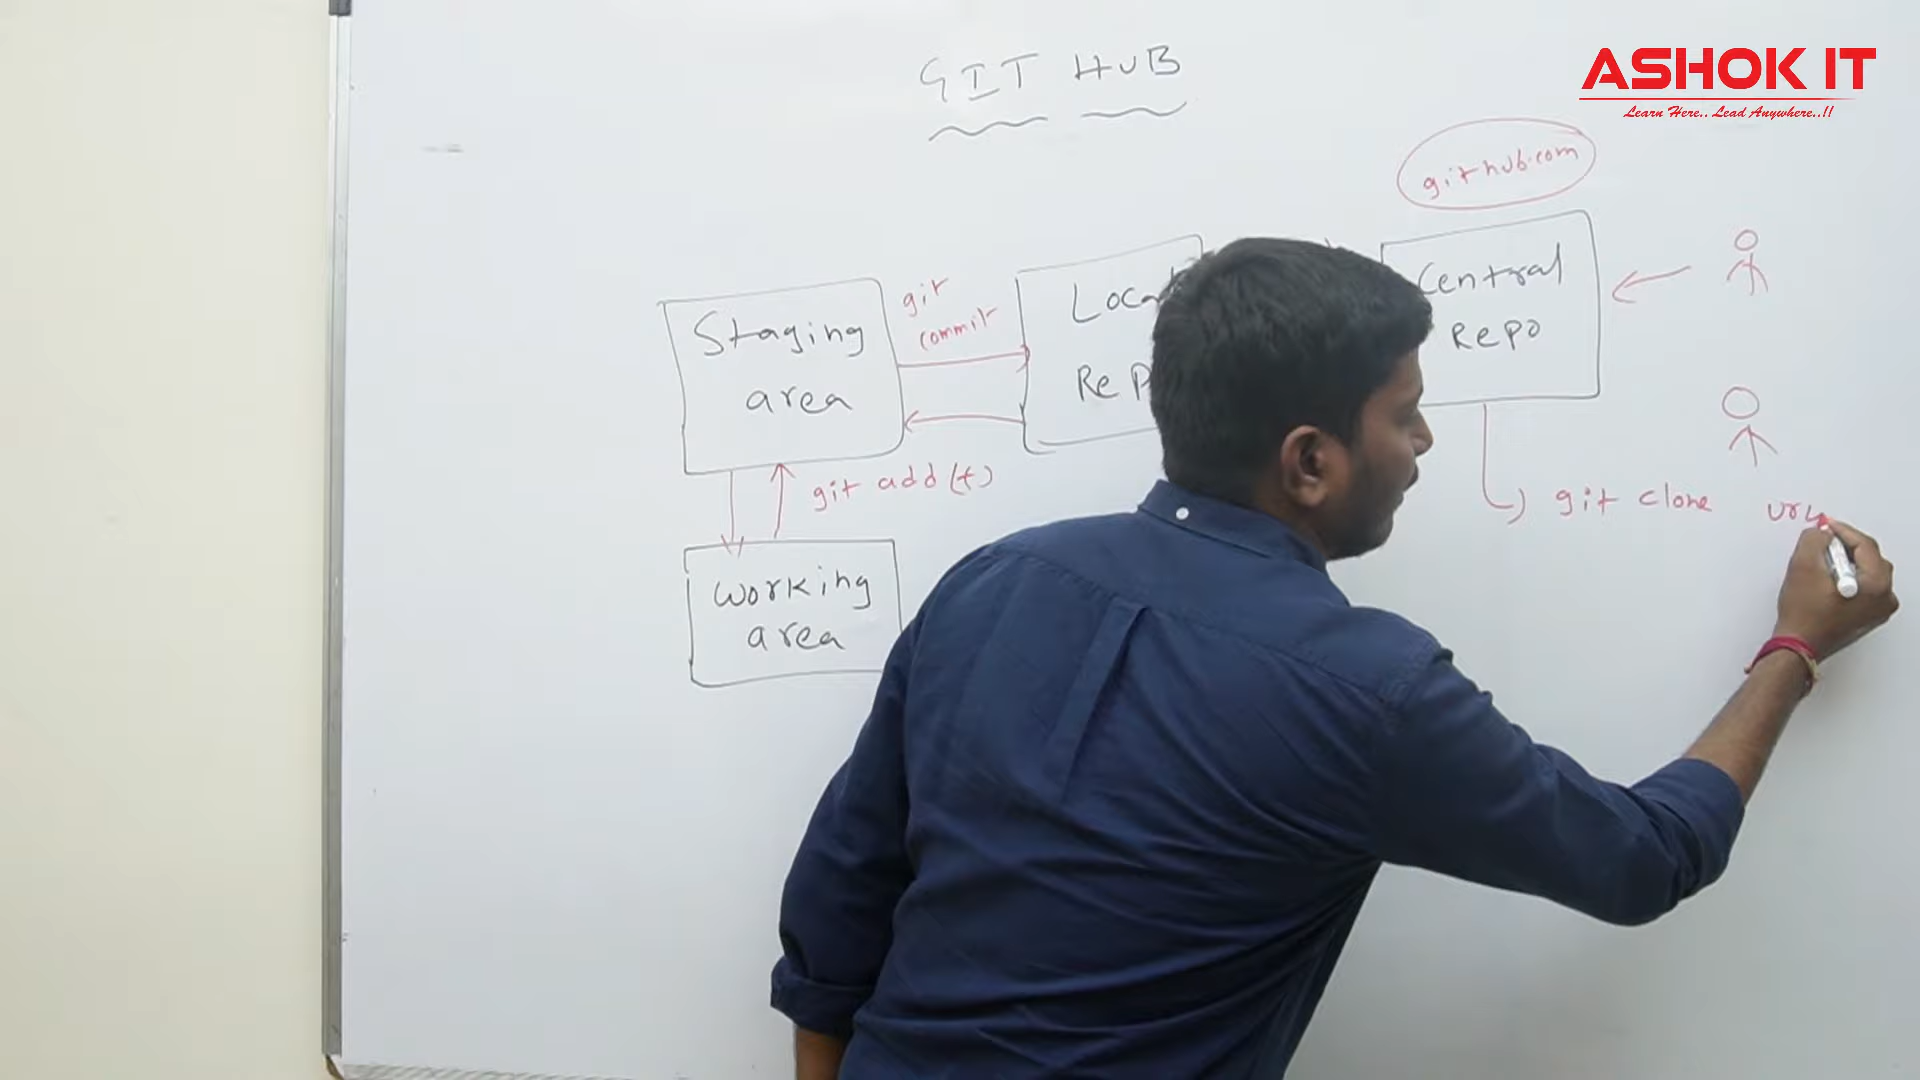 GIT HUB
ASHOK IT
Learn Here.. Lead Anywhere..!!
github.com
Staging
area
git
commit
Central
Repo
git add (+)
git clone
working
area